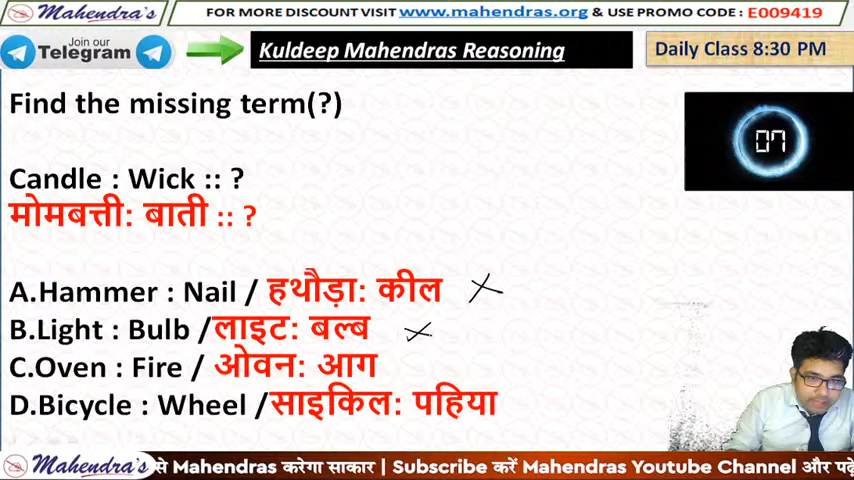 Mahendra's
FOR MORE DISCOUNT VISIT www.mahendras.org & USE PROMO CODE : E009419
Join our
Telegram
Kuldeep Mahendras Reasoning
Daily Class 8:30 PM
Find the missing term(?)
07
Candle : Wick :: ?
मोमबत्ती: बाती :: ?
A.Hammer : Nail / हथौड़ा: कील
B.Light : Bulb /लाइट: बल्ब
C.Oven : Fire / ओवन: आग
D.Bicycle : Wheel /साइकिल: पहिया
Mahendra's से Mahendras करेगा साकार | Subscribe करें Mahendras Youtube Channel और पढ़े